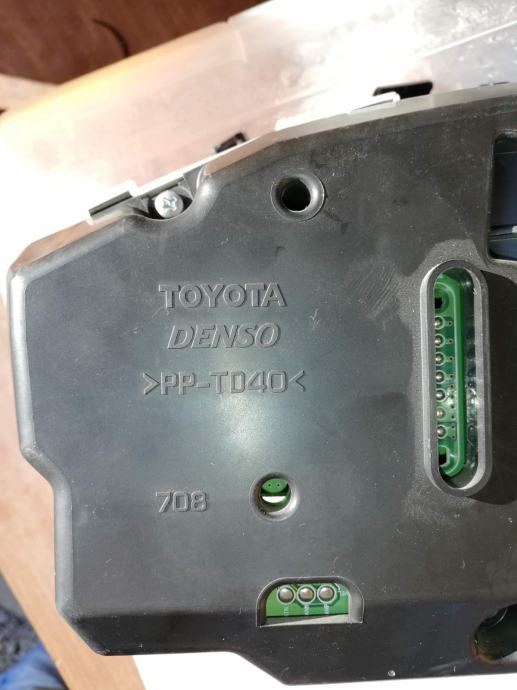 TOYOTA
DENSO
>PP-TD40<
708